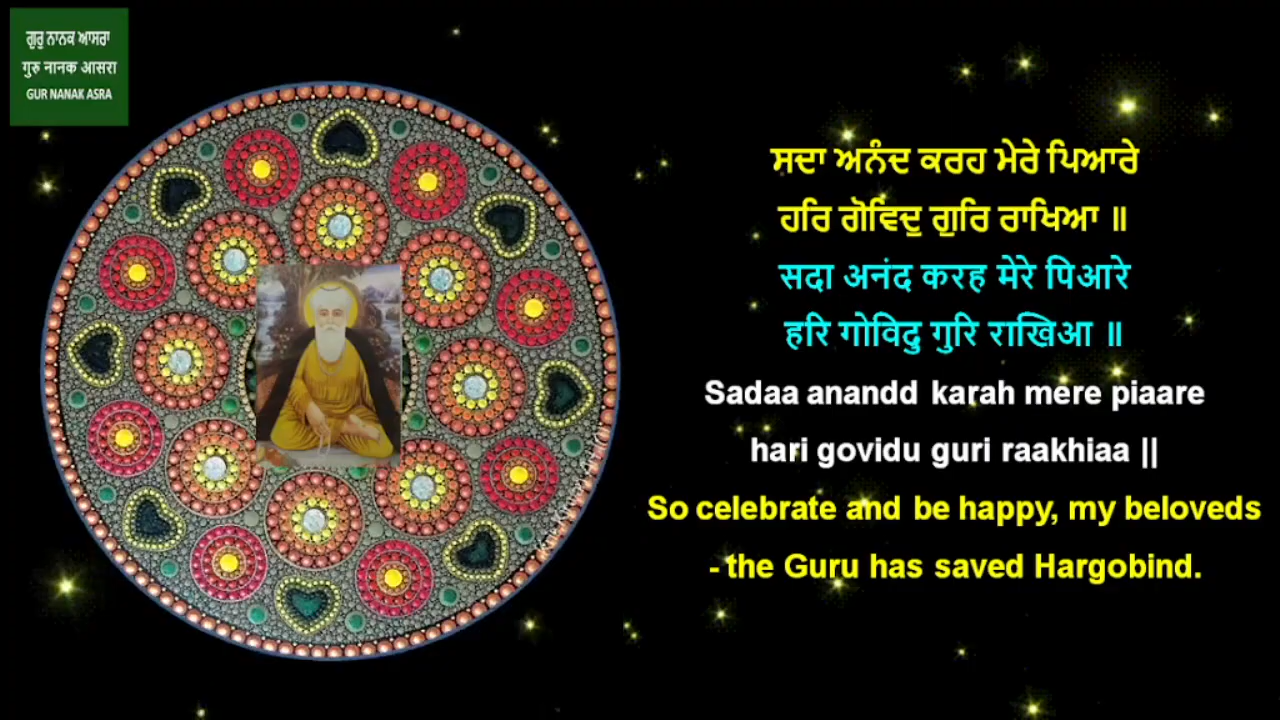 ਗੁਰੁ ਨਾਨਕ ਆਸਰਾ
गुरु नानक आसरा
GUR NANAK ASRA
ਸਦਾ ਅਨੰਦ ਕਰਹ ਮੇਰੇ ਪਿਆਰੇ
ਹਰਿ ਗੋਵਿਦੁ ਗੁਰਿ ਰਾਖਿਆ ॥
सदा अनंद करह मेरे पिआरे
हरि गोविदु गुरि राखिआ ॥
Sadaa anandd karah mere piaare
hari govidu guri raakhiaa ||
So celebrate and be happy, my beloveds
- the Guru has saved Hargobind.